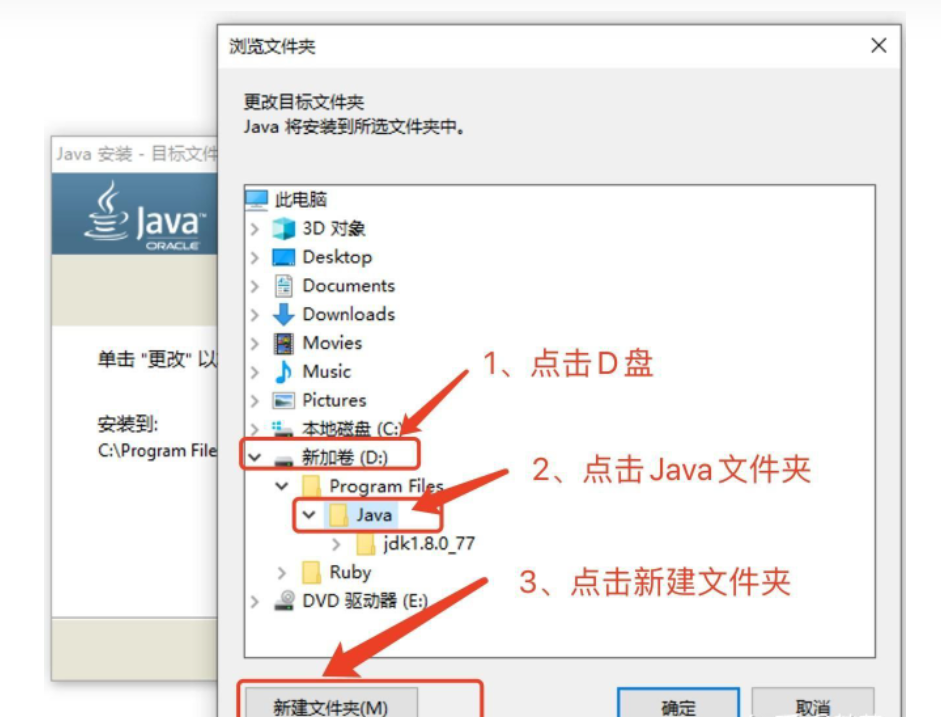 浏览文件夹
更改目标文件夹
Java 将安装到所选文件夹中。
Java 安装 - 目标文件
Java™
ORACLE
单击 "更改" 以
安装到:
C:\Program File
此电脑
3D 对象
Desktop
Documents
Downloads
Movies
Music
Pictures
本地磁盘 (C:)
新加卷 (D:)
Program Files
Java
jdk1.8.0_77
Ruby
DVD 驱动器 (E:)
1、点击D盘
2、点击Java文件夹
3、点击新建文件夹
新建文件夹(M)
确定
取消